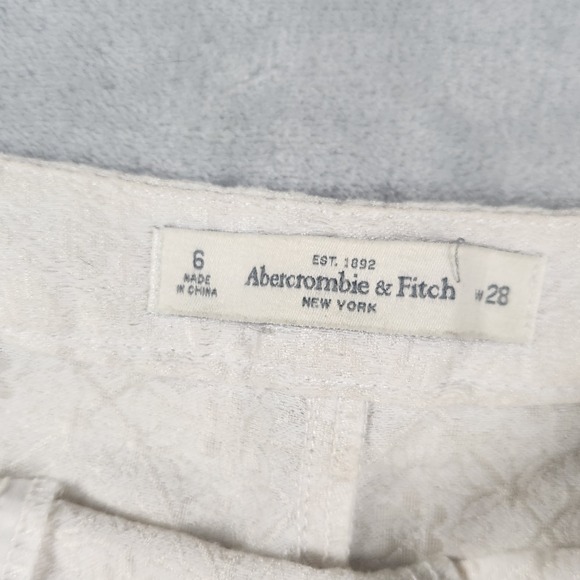 6
MADE
IN CHINA
EST. 1892
Abercrombie & Fitch
NEW YORK
W 28